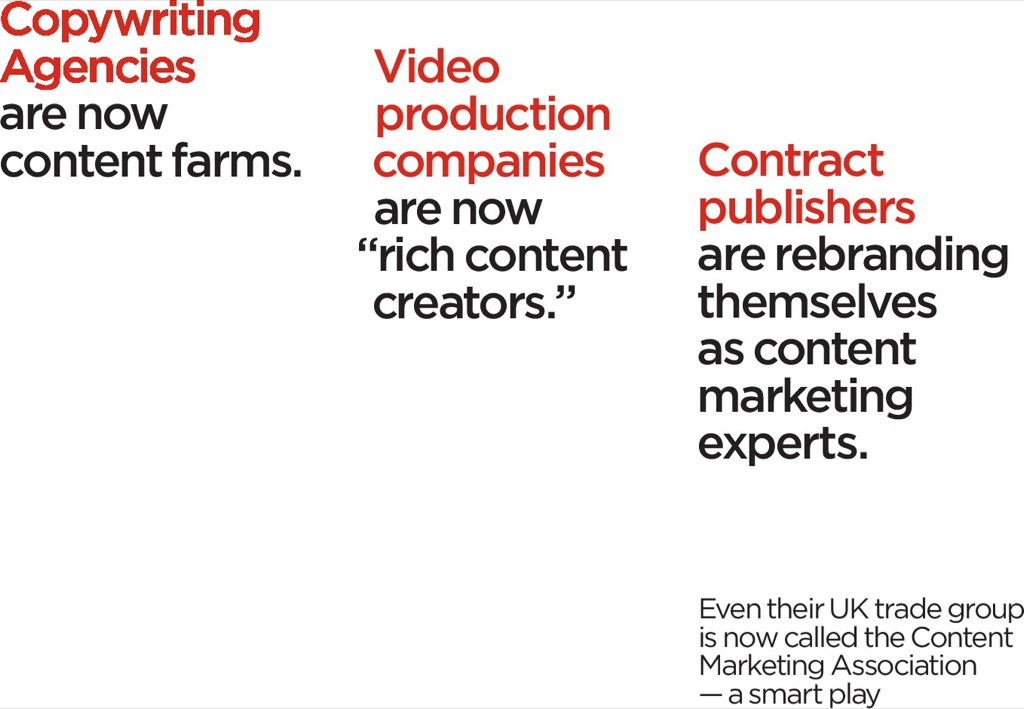 Copywriting
Agencies
are now
content farms.
Video
production
companies
are now
“rich content
creators.”
Contract
publishers
are rebranding
themselves
as content
marketing
experts.
Even their UK trade group
is now called the Content
Marketing Association
— a smart play